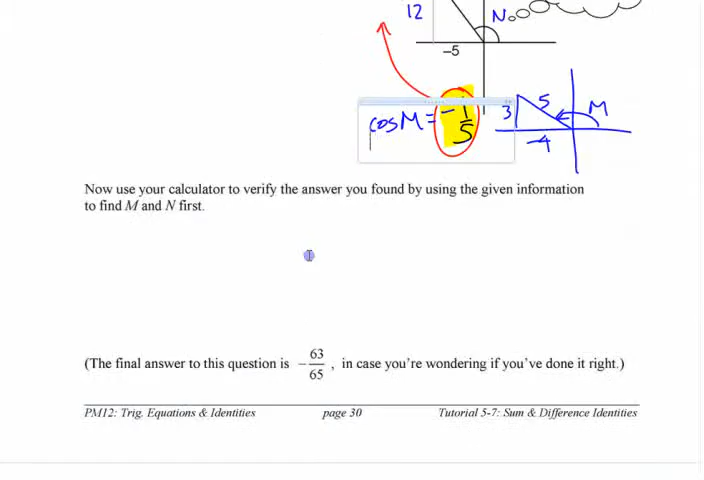 12
N
-5
cos M = -1/5
3
5
M
-4
Now use your calculator to verify the answer you found by using the given information
to find M and N first.
(The final answer to this question is -63/65, in case you're wondering if you've done it right.)
PM12: Trig. Equations & Identities page 30 Tutorial 5-7: Sum & Difference Identities